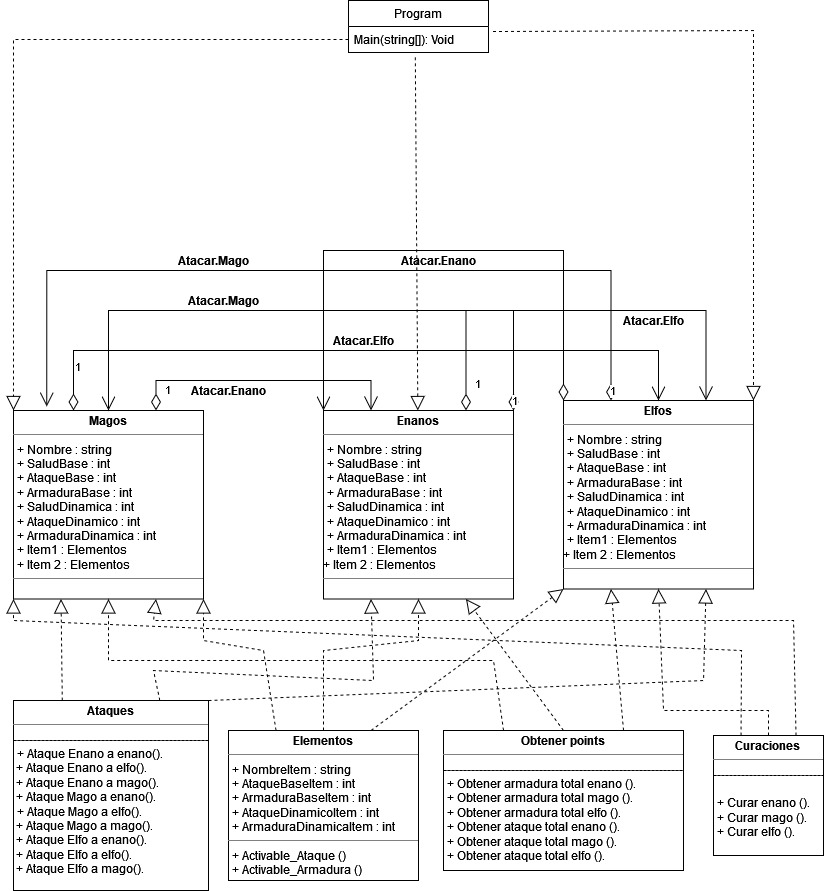 Program
Main(string[]): Void
Atacar.Mago
Atacar.Enano
Atacar.Mago
Atacar.Elfo
Atacar.Elfo
1
1
Atacar.Enano
1
1
1
Magos
+ Nombre : string
+ SaludBase : int
+ AtaqueBase : int
+ ArmaduraBase : int
+ SaludDinamica : int
+ AtaqueDinamico : int
+ ArmaduraDinamica : int
+ Item1 : Elementos
+ Item 2 : Elementos
Enanos
+ Nombre : string
+ SaludBase : int
+ AtaqueBase : int
+ ArmaduraBase : int
+ SaludDinamica : int
+ AtaqueDinamico : int
+ ArmaduraDinamica : int
+ Item1 : Elementos
+ Item 2 : Elementos
Elfos
+ Nombre : string
+ SaludBase : int
+ AtaqueBase : int
+ ArmaduraBase : int
+ SaludDinamica : int
+ AtaqueDinamico : int
+ ArmaduraDinamica : int
+ Item1 : Elementos
+ Item 2 : Elementos
Ataques
+ Ataque Enano a enano().
+ Ataque Enano a elfo().
+ Ataque Enano a mago().
+ Ataque Mago a enano().
+ Ataque Mago a elfo().
+ Ataque Mago a mago().
+ Ataque Elfo a enano().
+ Ataque Elfo a elfo().
+ Ataque Elfo a mago().
Elementos
+ NombreItem : string
+ AtaqueBaseItem : int
+ ArmaduraBaseItem : int
+ AtaqueDinamicoItem : int
+ ArmaduraDinamicaItem : int
+ Activable_Ataque ()
+ Activable_Armadura ()
Obtener points
+ Obtener armadura total enano ().
+ Obtener armadura total mago ().
+ Obtener armadura total elfo ().
+ Obtener ataque total enano ().
+ Obtener ataque total mago ().
+ Obtener ataque total elfo ().
Curaciones
+ Curar enano ().
+ Curar mago ().
+ Curar elfo ().